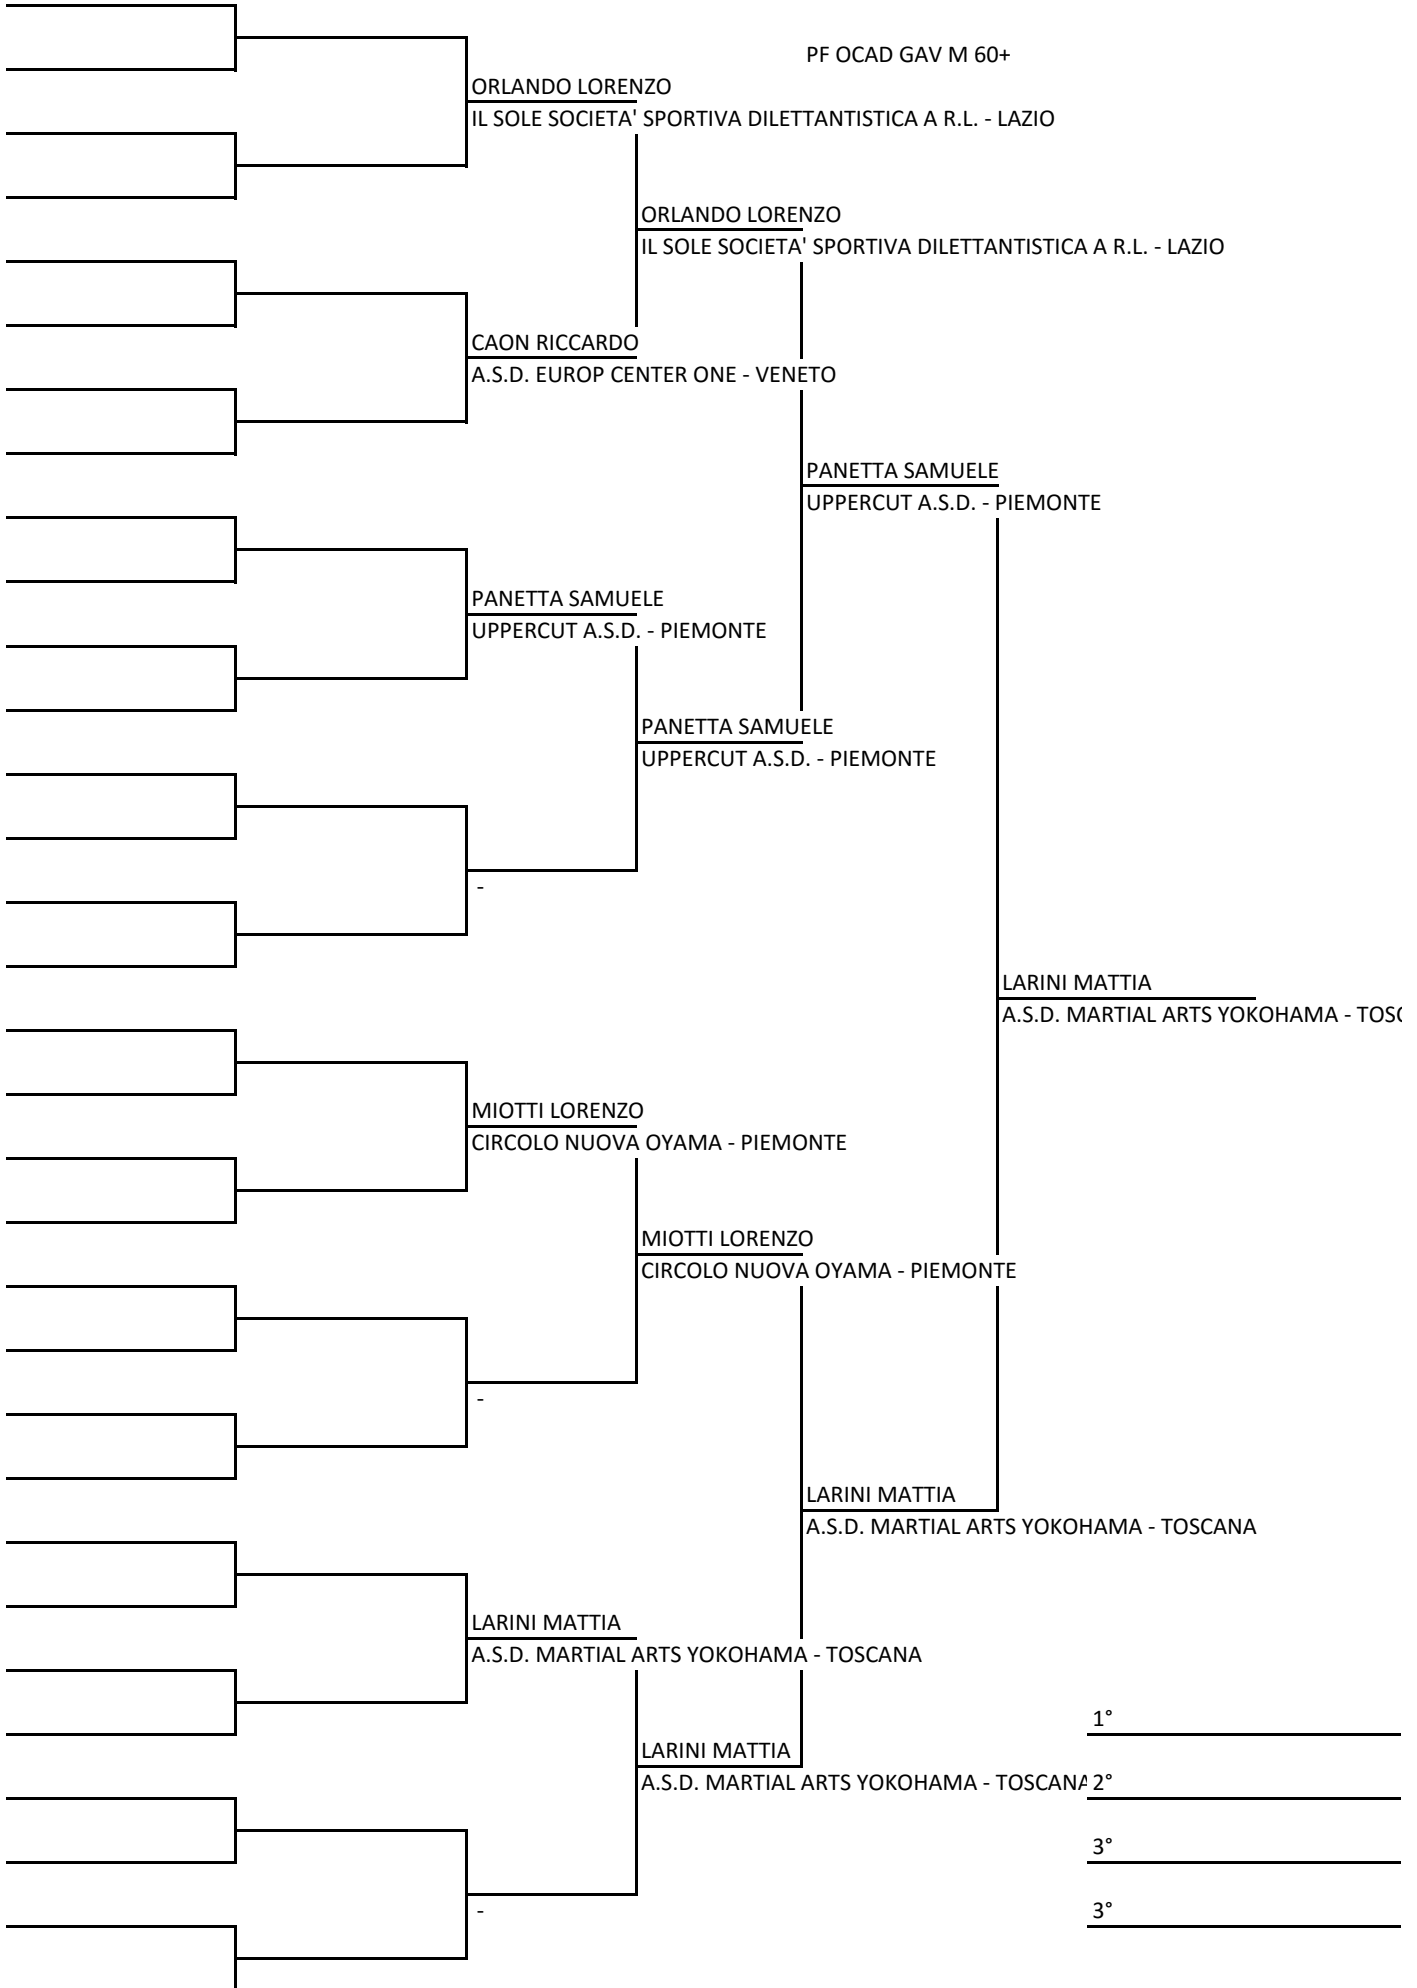 PF OCAD GAV M 60+
ORLANDO LORENZO
IL SOLE SOCIETA' SPORTIVA DILETTANTISTICA A R.L. - LAZIO
ORLANDO LORENZO
IL SOLE SOCIETA' SPORTIVA DILETTANTISTICA A R.L. - LAZIO
CAON RICCARDO
A.S.D. EUROP CENTER ONE - VENETO
PANETTA SAMUELE
UPPERCUT A.S.D. - PIEMONTE
PANETTA SAMUELE
UPPERCUT A.S.D. - PIEMONTE
PANETTA SAMUELE
UPPERCUT A.S.D. - PIEMONTE
-
LARINI MATTIA
A.S.D. MARTIAL ARTS YOKOHAMA - TOSC
MIOTTI LORENZO
CIRCOLO NUOVA OYAMA - PIEMONTE
MIOTTI LORENZO
CIRCOLO NUOVA OYAMA - PIEMONTE
-
LARINI MATTIA
A.S.D. MARTIAL ARTS YOKOHAMA - TOSCANA
LARINI MATTIA
A.S.D. MARTIAL ARTS YOKOHAMA - TOSCANA
1°
LARINI MATTIA
A.S.D. MARTIAL ARTS YOKOHAMA - TOSCANA 2°
3°
3°
-